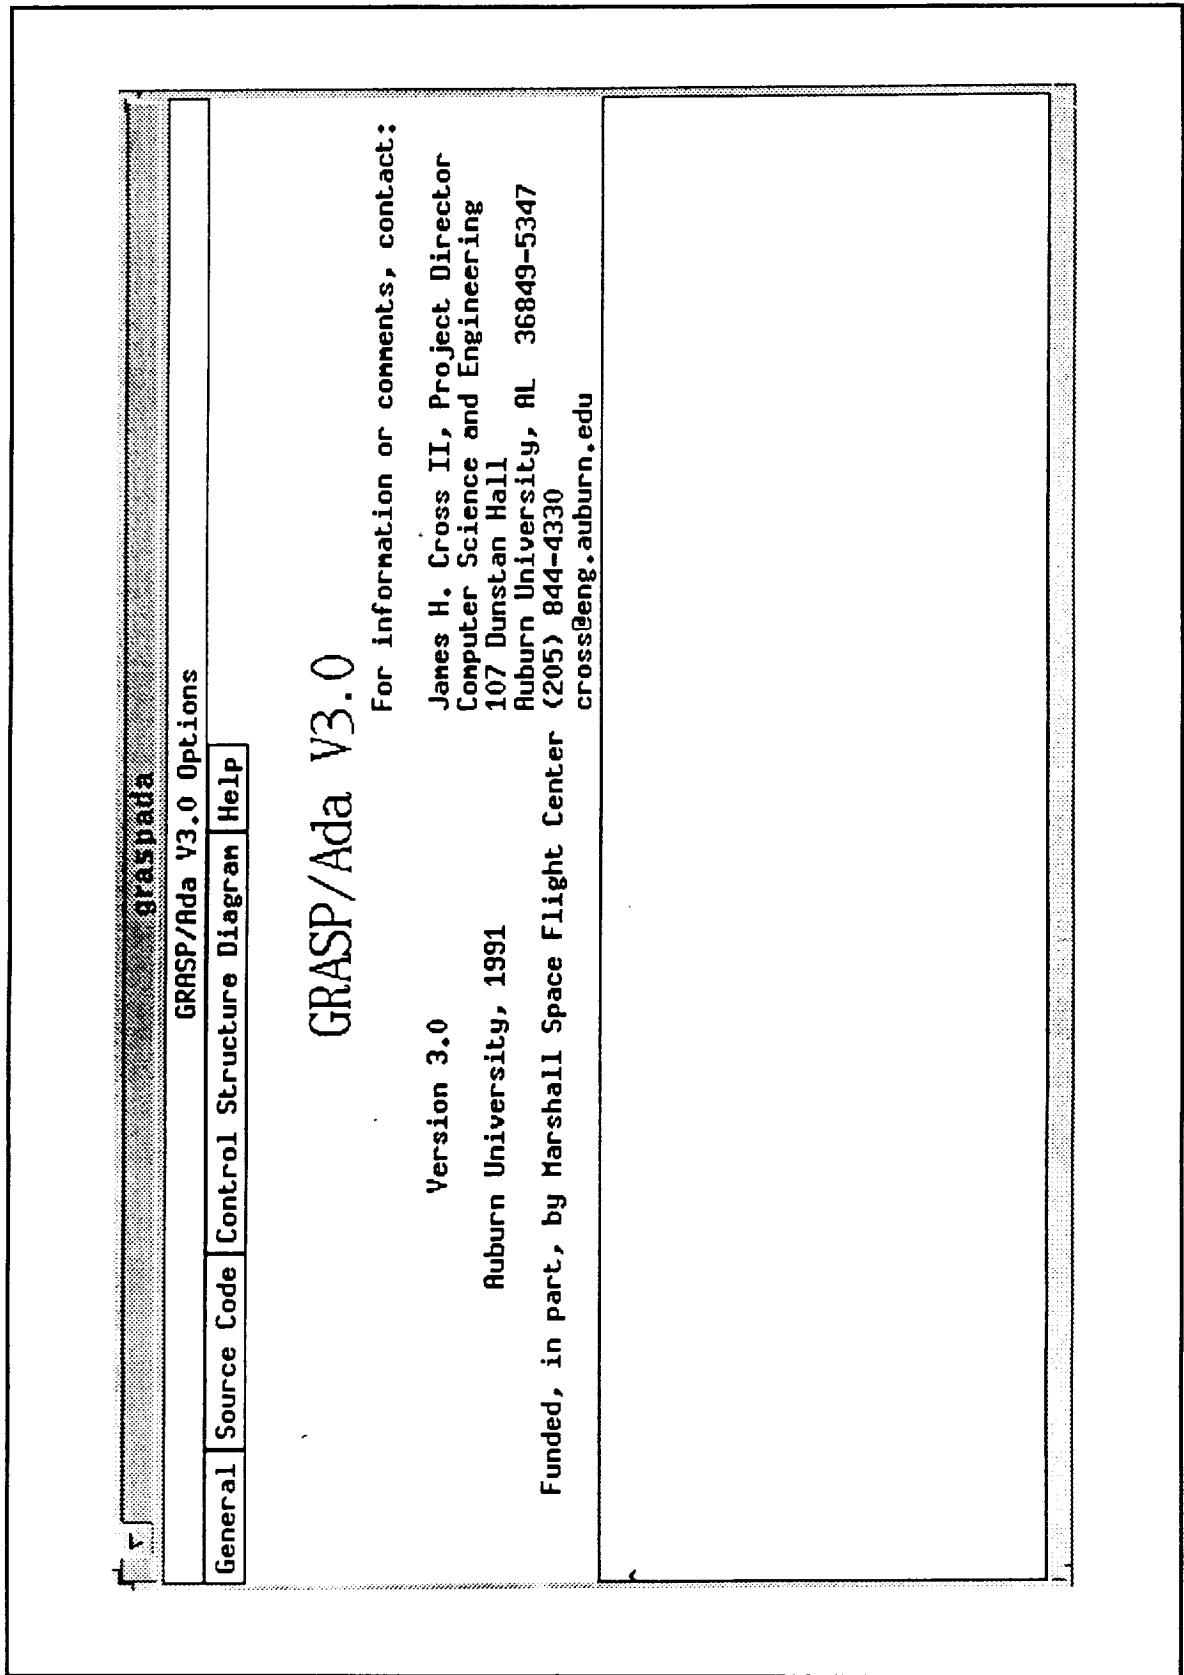 graspada
GRASP/Ada V3.0 Options
General Source Code Control Structure Diagram Help
GRASP/Ada V3.0
For information or comments, contact:
Version 3.0
James H. Cross II, Project Director
Computer Science and Engineering
Auburn University, 1991
107 Dunstan Hall
Auburn University, AL 36849-5347
Funded, in part, by Marshall Space Flight Center (205) 844-4330
cross@eng.auburn.edu